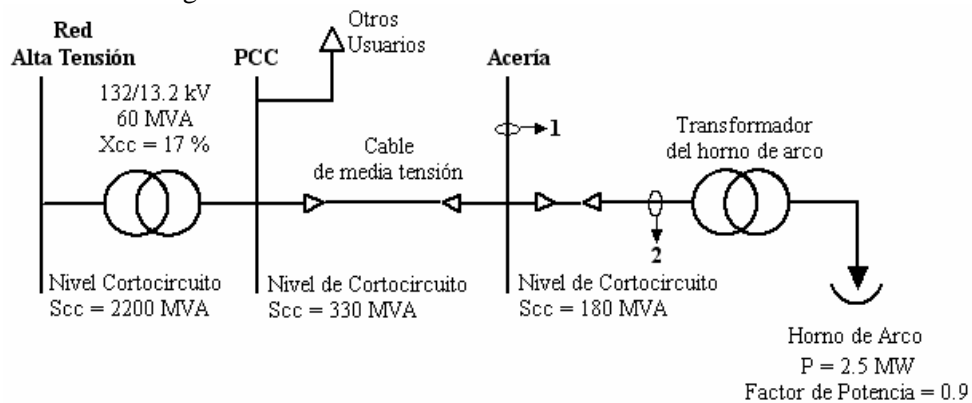 Red
Alta Tensión
132/13.2 kV
60 MVA
Xcc = 17 %
Nivel Cortocircuito
Scc = 2200 MVA
PCC
Otros
Usuarios
Cable
de media tensión
Nivel de Cortocircuito
Scc = 330 MVA
Acería
1
2
Nivel de Cortocircuito
Scc = 180 MVA
Transformador
del horno de arco
Horno de Arco
P = 2.5 MW
Factor de Potencia = 0.9